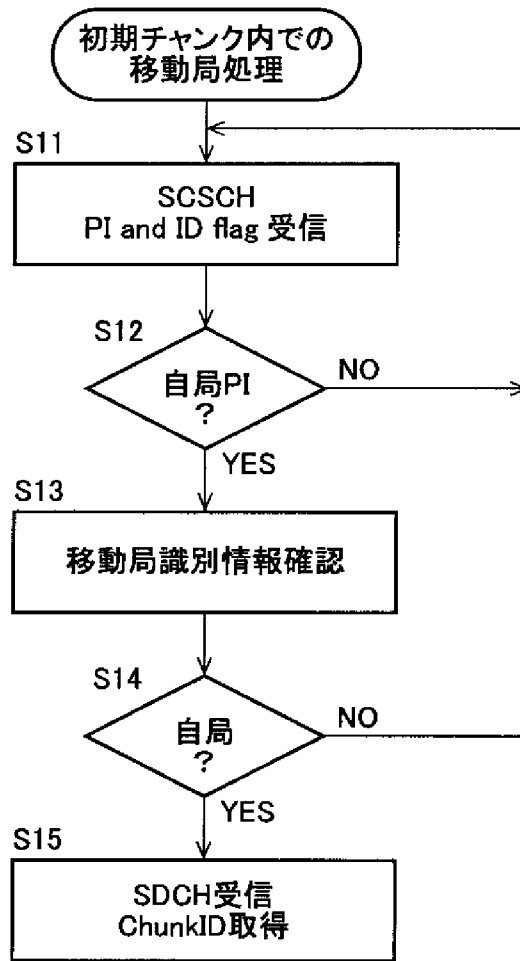 初期チャンク内での
移動局処理
S11
SCSCH
PI and ID flag 受信
S12
自局PI
?
NO
YES
S13
移動局識別情報確認
S14
自局
?
NO
YES
S15
SDCH受信
ChunkID取得